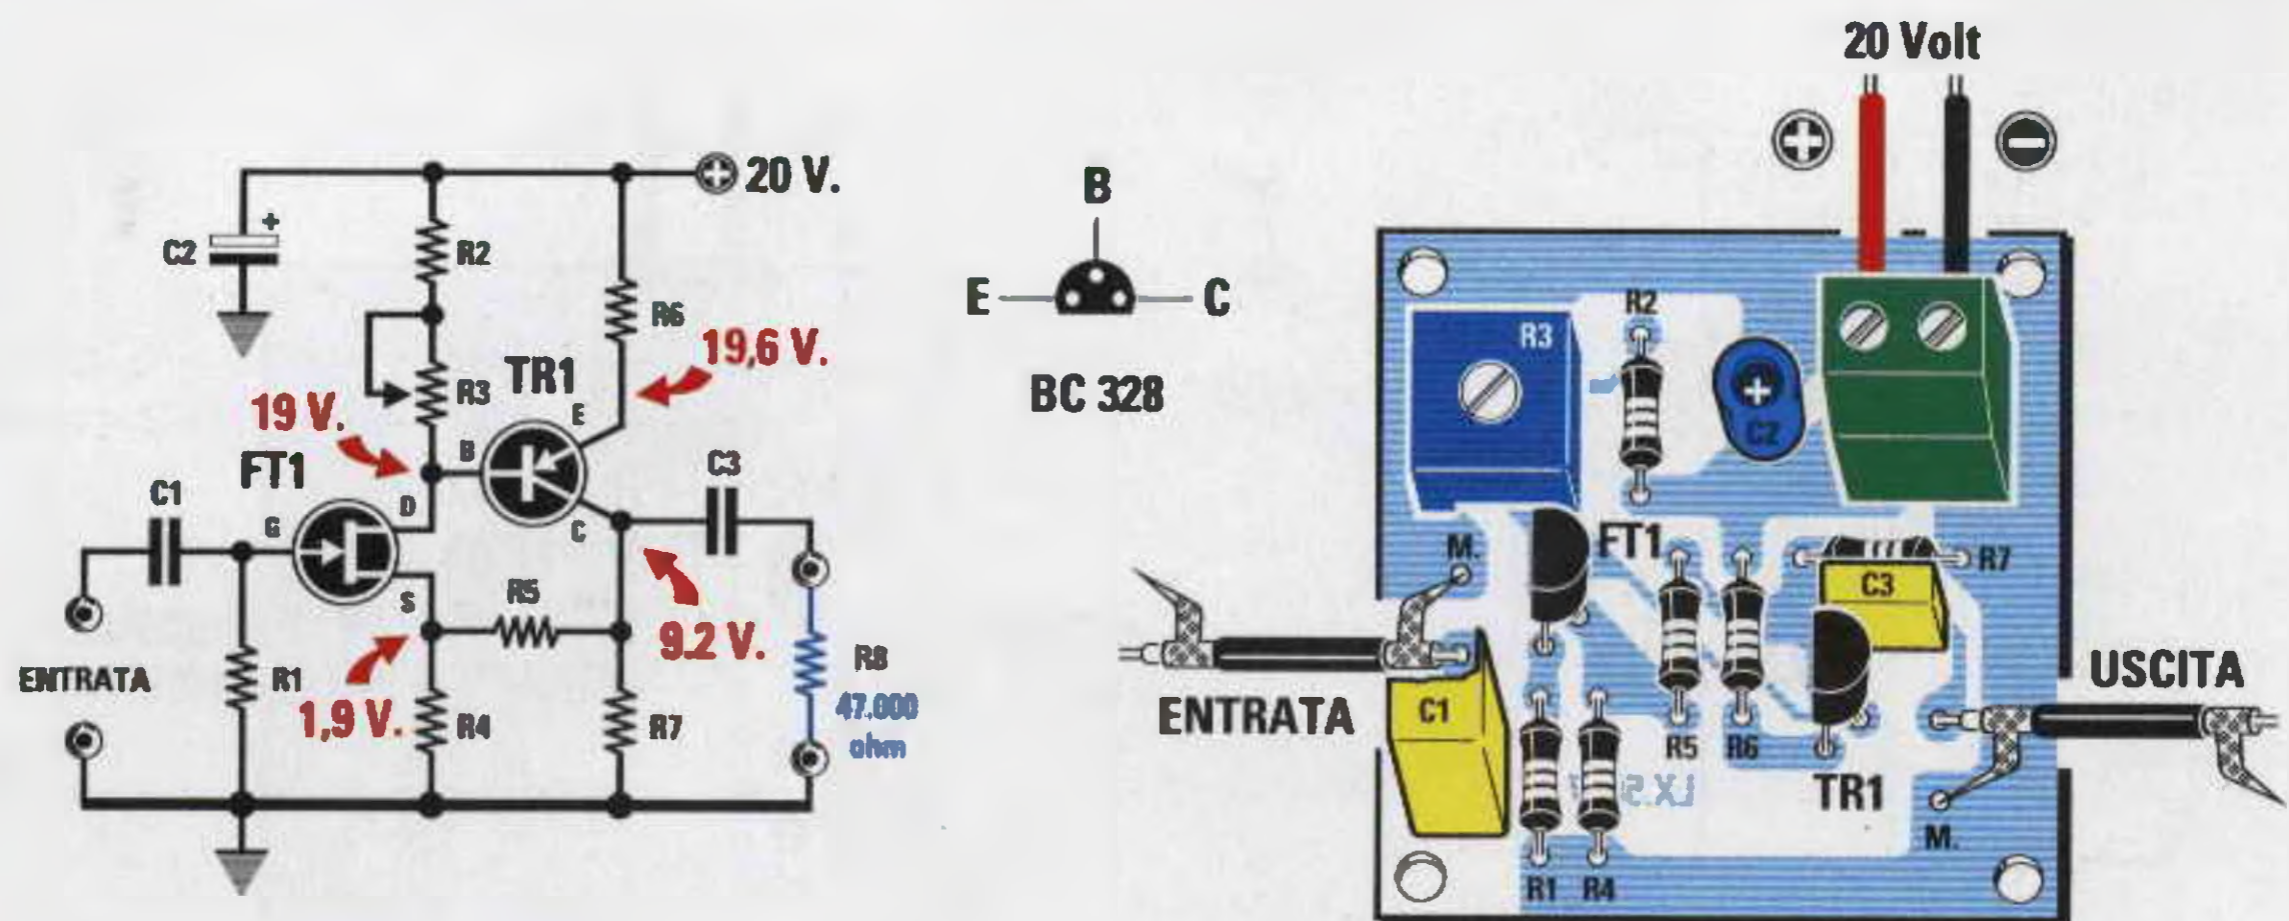 20 V.
+
C2
R2
R6
19,6 V.
TR1
R3
19 V.
E
B
FT1
C3
C1
D
G
C
S
R5
9.2 V.
ENTRATA
R1
1,9 V.
R4
R7
R8
47.000
ohm
B
E
C
BC 328
20 Volt
R2
R3
C2
M.
FT1
R7
C3
ENTRATA
C1
USCITA
R5
R6
TR1
M.
R1
R4